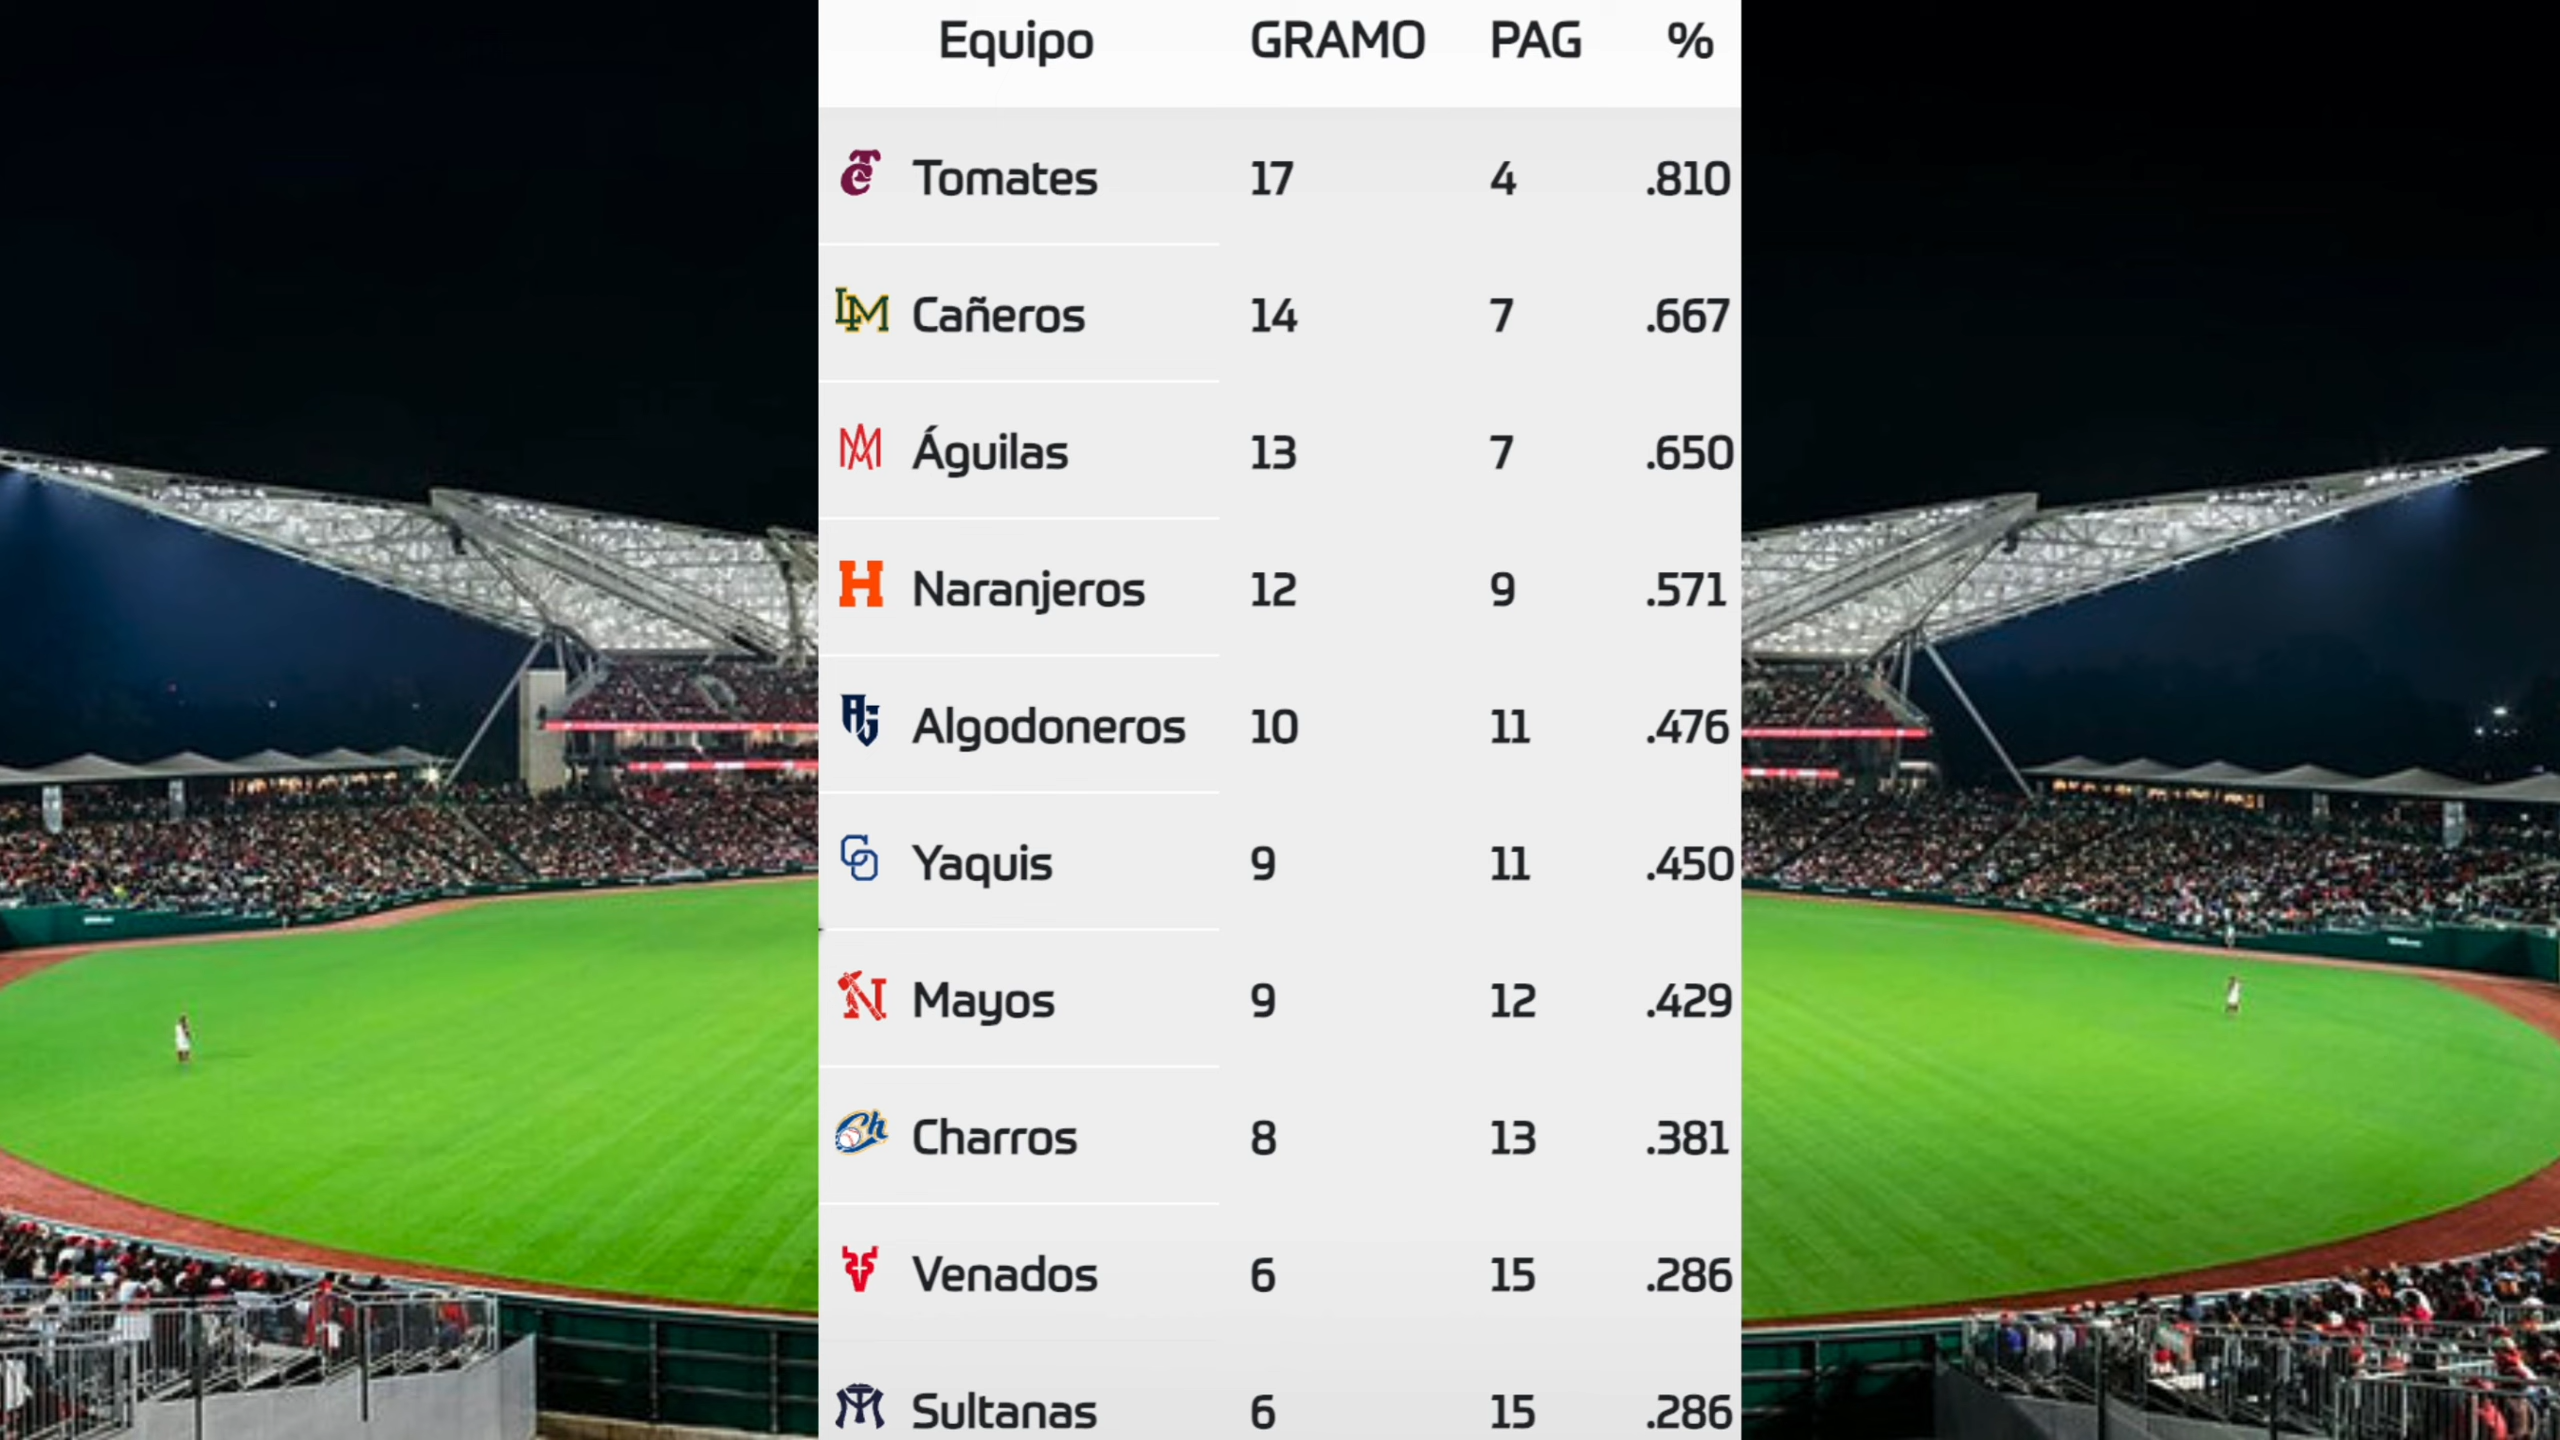 Equipo GRAMO PAG %
Tomates 17 4 .810
LM Cañeros 14 7 .667
Águilas 13 7 .650
H Naranjeros 12 9 .571
Algodoneros 10 11 .476
Yaquis 9 11 .450
N Mayos 9 12 .429
Ch Charros 8 13 .381
Venados 6 15 .286
Sultanas 6 15 .286